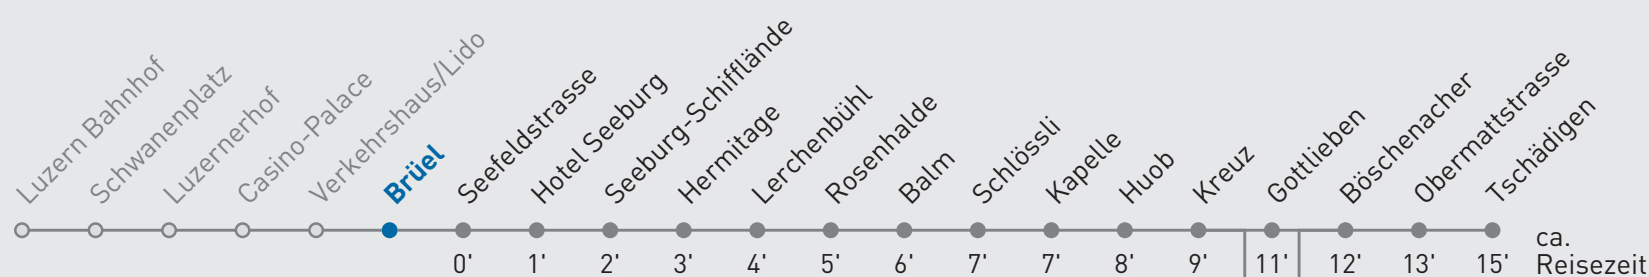 Luzern Bahnhof
Schwanenplatz
Luzernerhof
Casino-Palace
Verkehrshaus/Lido
Brüel
Seefeldstrasse
Hotel Seeburg
Seeburg-Schifflände
Hermitage
Lerchenbühl
Rosenhalde
Balm
Schlössli
Kapelle
Huob
Kreuz
Gottlieben
Böschenacher
Obermattstrasse
Tschädigen
0' 1' 2' 3' 4' 5' 6' 7' 7' 8' 9' 11' 12' 13' 15'
ca.
Reisezeit